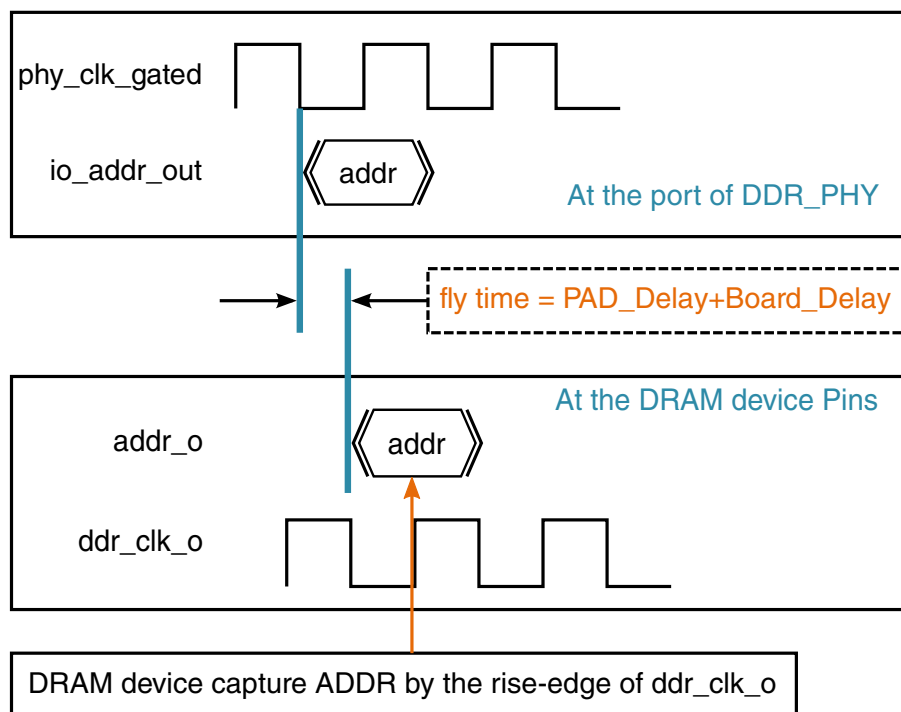 phy_clk_gated
io_addr_out
addr
At the port of DDR_PHY
fly time = PAD_Delay+Board_Delay
At the DRAM device Pins
addr_o
addr
ddr_clk_o
DRAM device capture ADDR by the rise-edge of ddr_clk_o